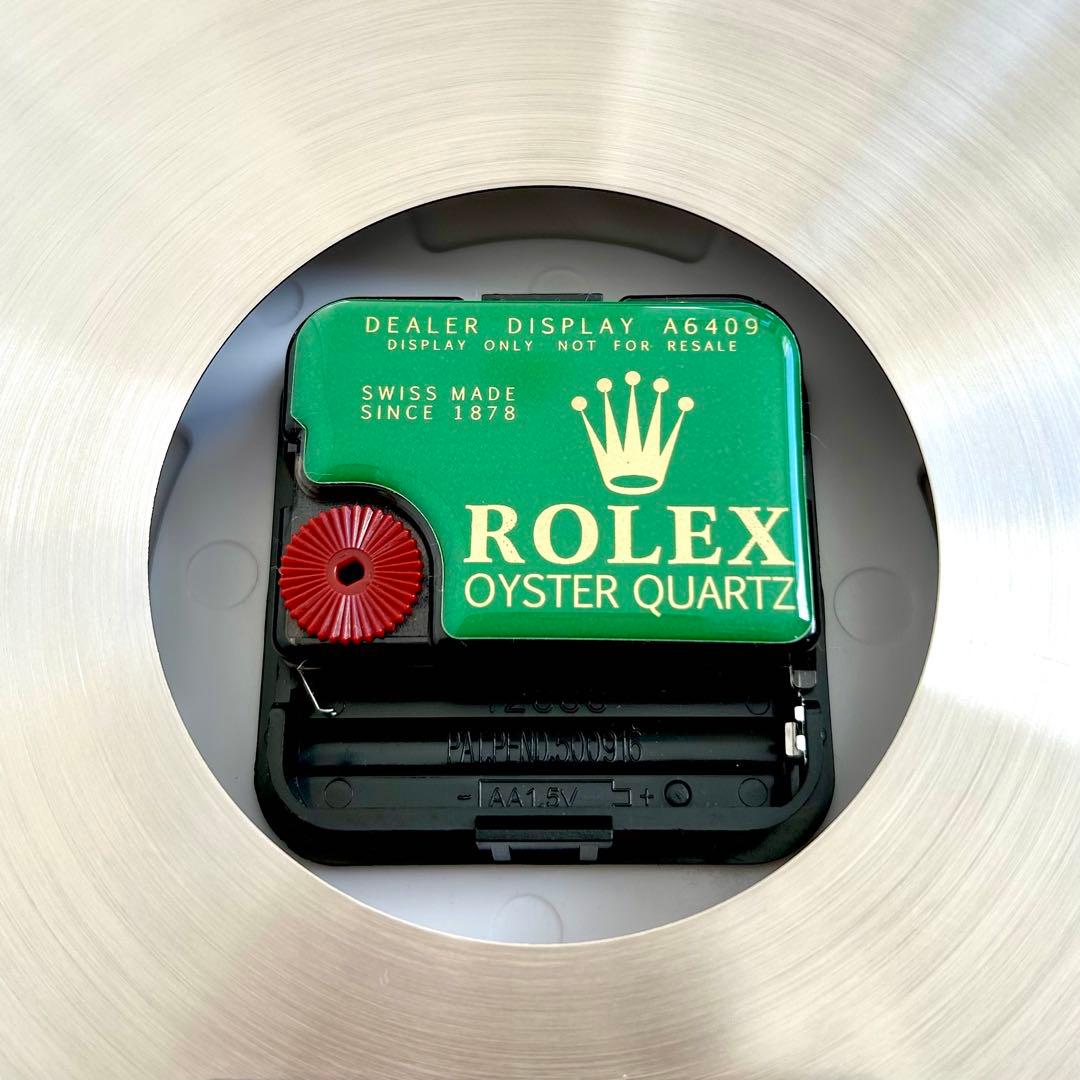 DEALER DISPLAY A6409
DISPLAY ONLY NOT FOR RESALE
SWISS MADE
SINCE 1878
ROLEX
OYSTER QUARTZ
PAT.PEND.500916
- AA1.5V +